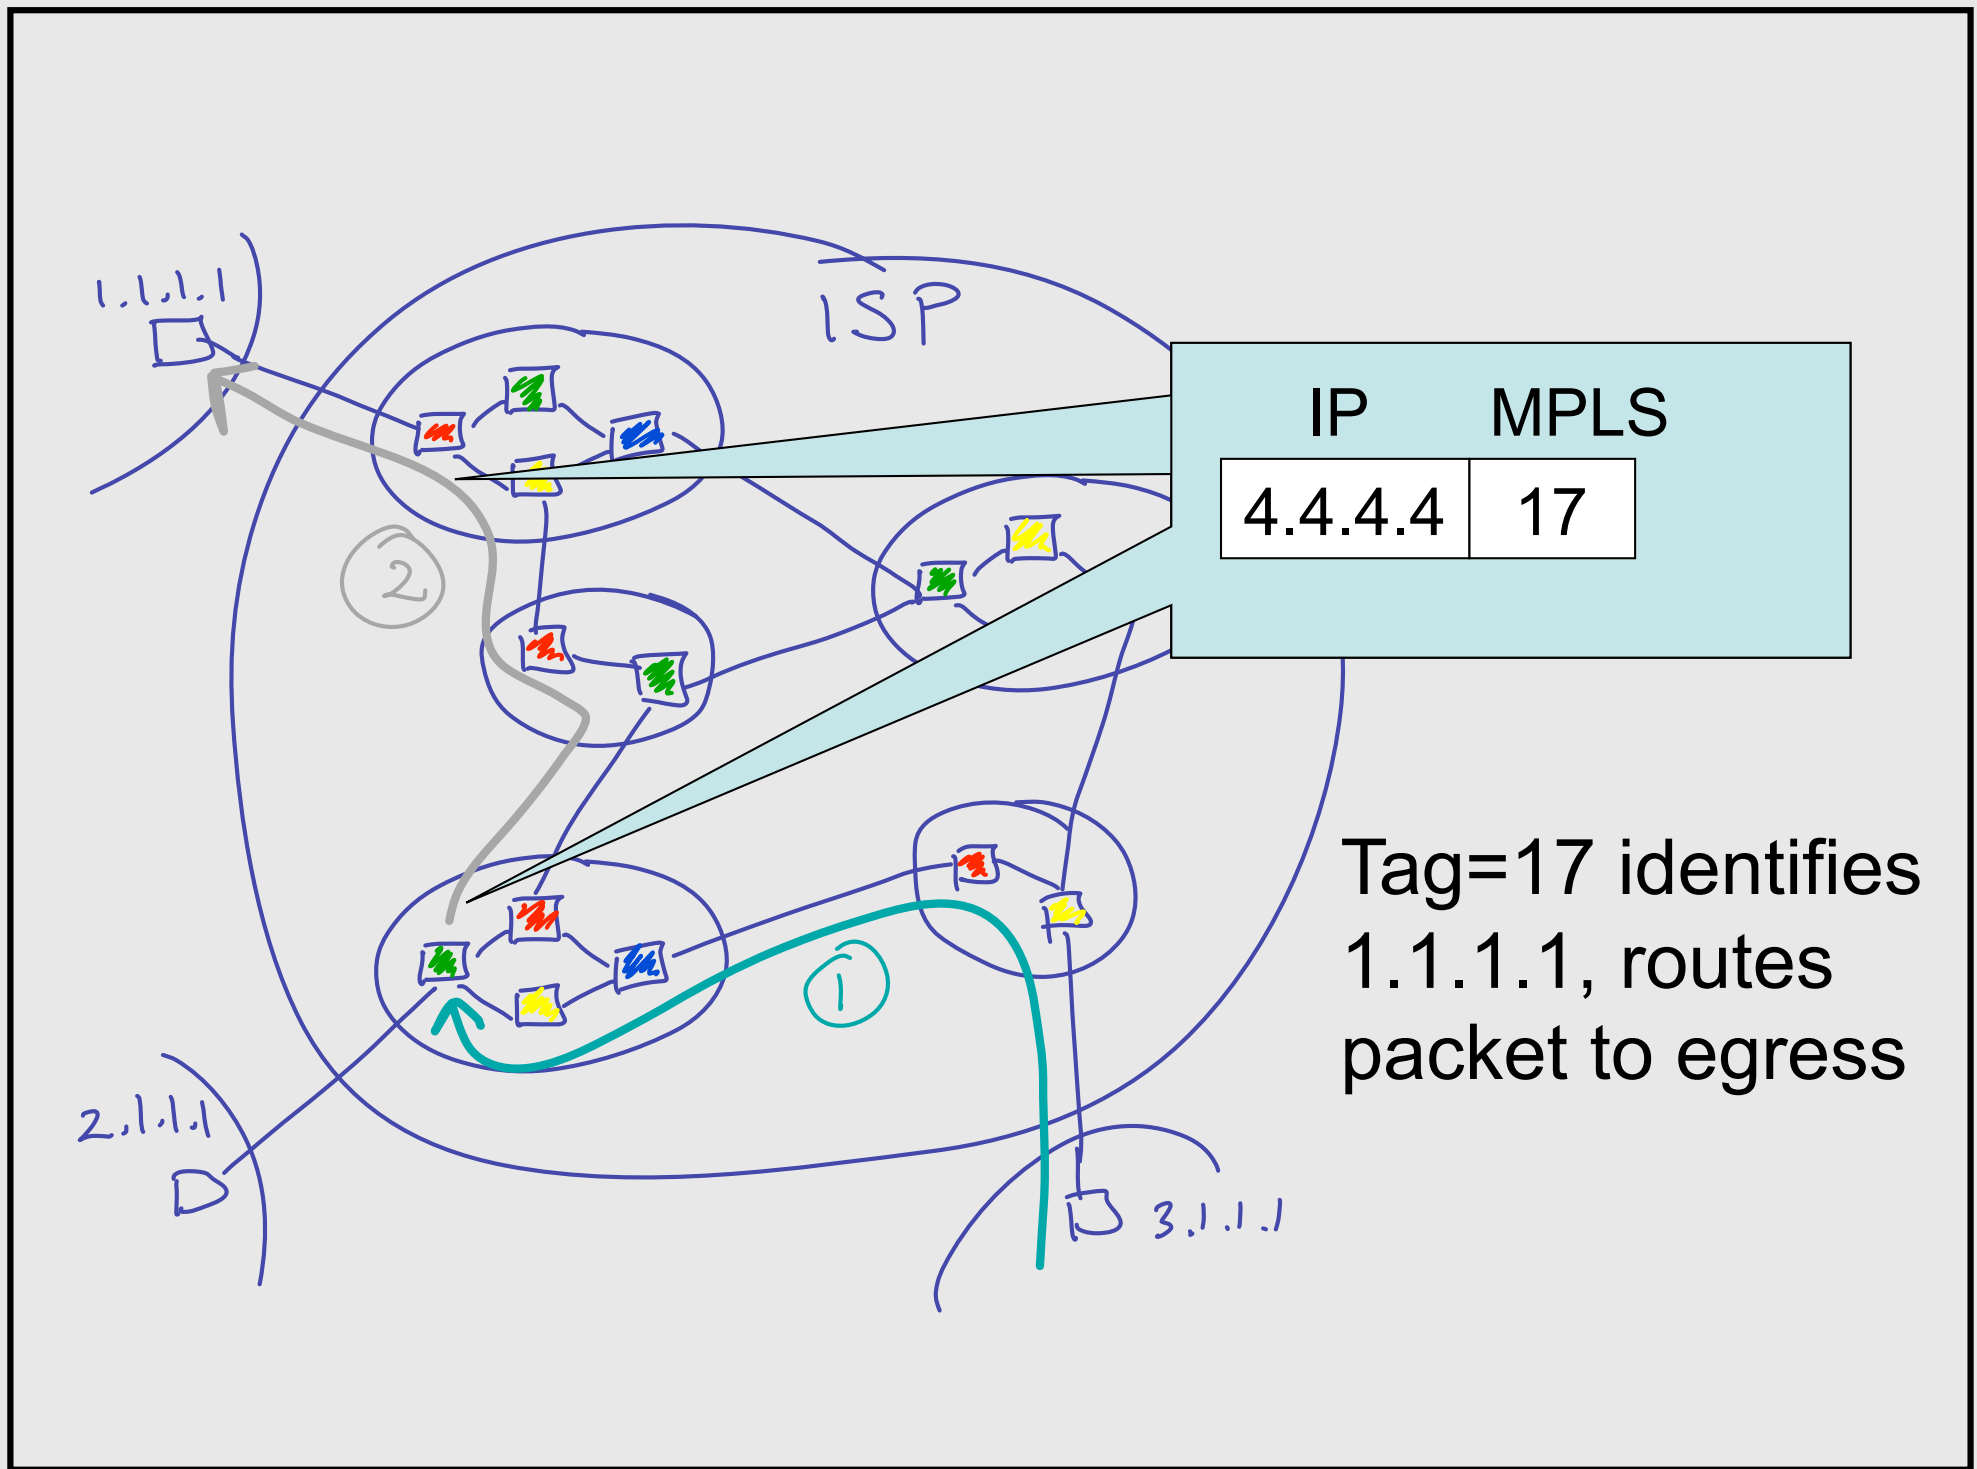 1.1.1.1
ISP
IP MPLS
4.4.4.4 17
2
Tag=17 identifies
1.1.1.1, routes
packet to egress
1
2.1.1.1
3.1.1.1